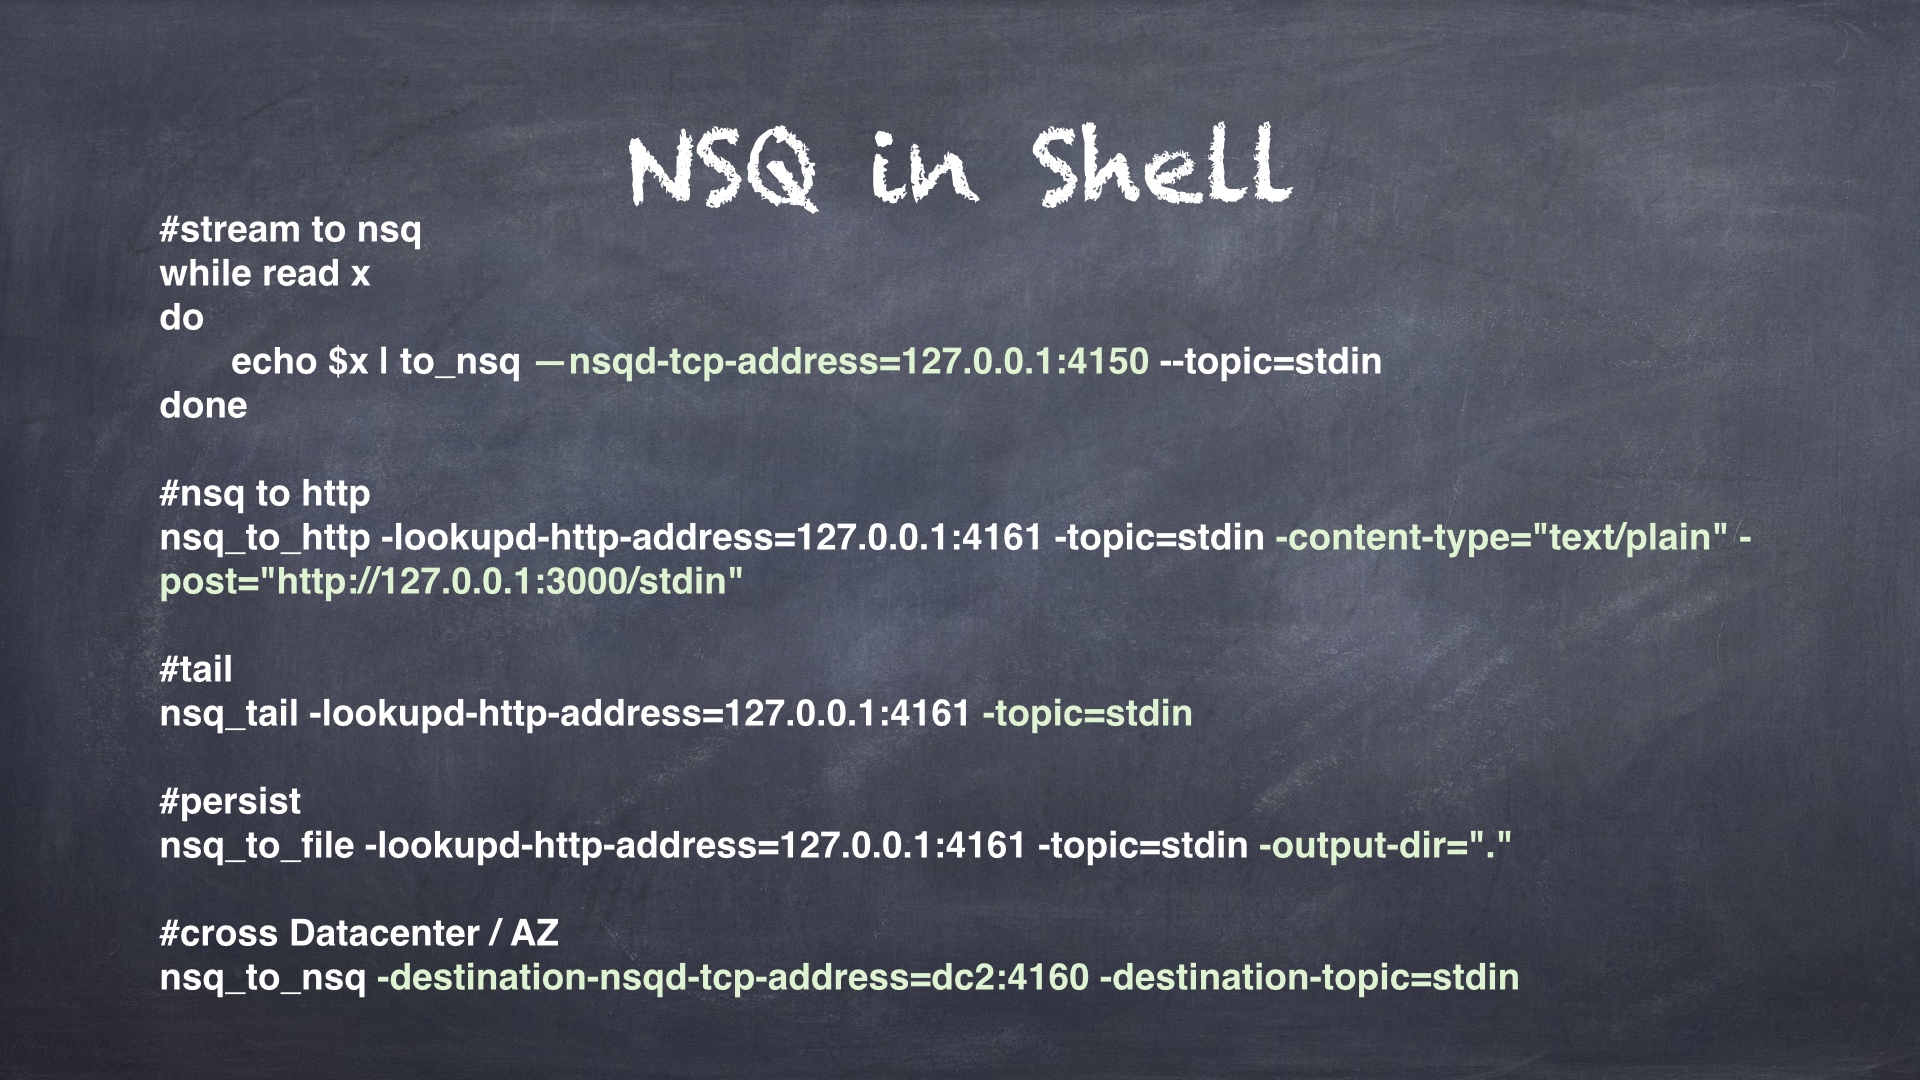 NSQ in Shell
#stream to nsq
while read x
do
echo $x | to_nsq —nsqd-tcp-address=127.0.0.1:4150 --topic=stdin
done
#nsq to http
nsq_to_http -lookupd-http-address=127.0.0.1:4161 -topic=stdin -content-type="text/plain" -
post="http://127.0.0.1:3000/stdin"
#tail
nsq_tail -lookupd-http-address=127.0.0.1:4161 -topic=stdin
#persist
nsq_to_file -lookupd-http-address=127.0.0.1:4161 -topic=stdin -output-dir="."
#cross Datacenter / AZ
nsq_to_nsq -destination-nsqd-tcp-address=dc2:4160 -destination-topic=stdin